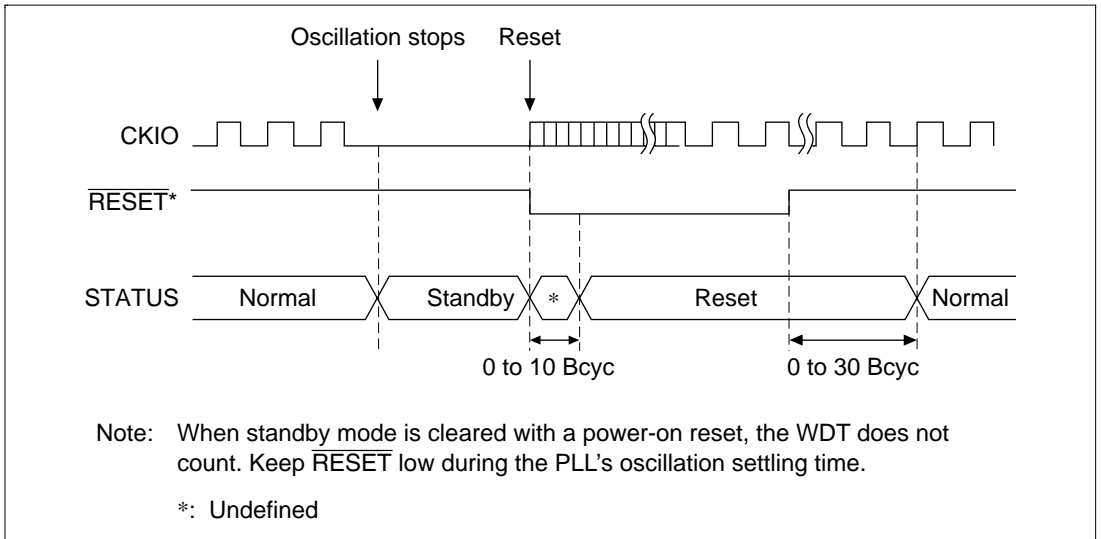 Oscillation stops Reset
CKIO
RESET*
STATUS Normal Standby * Reset Normal
0 to 10 Bcyc 0 to 30 Bcyc
Note: When standby mode is cleared with a power-on reset, the WDT does not
count. Keep RESET low during the PLL's oscillation settling time.
*: Undefined